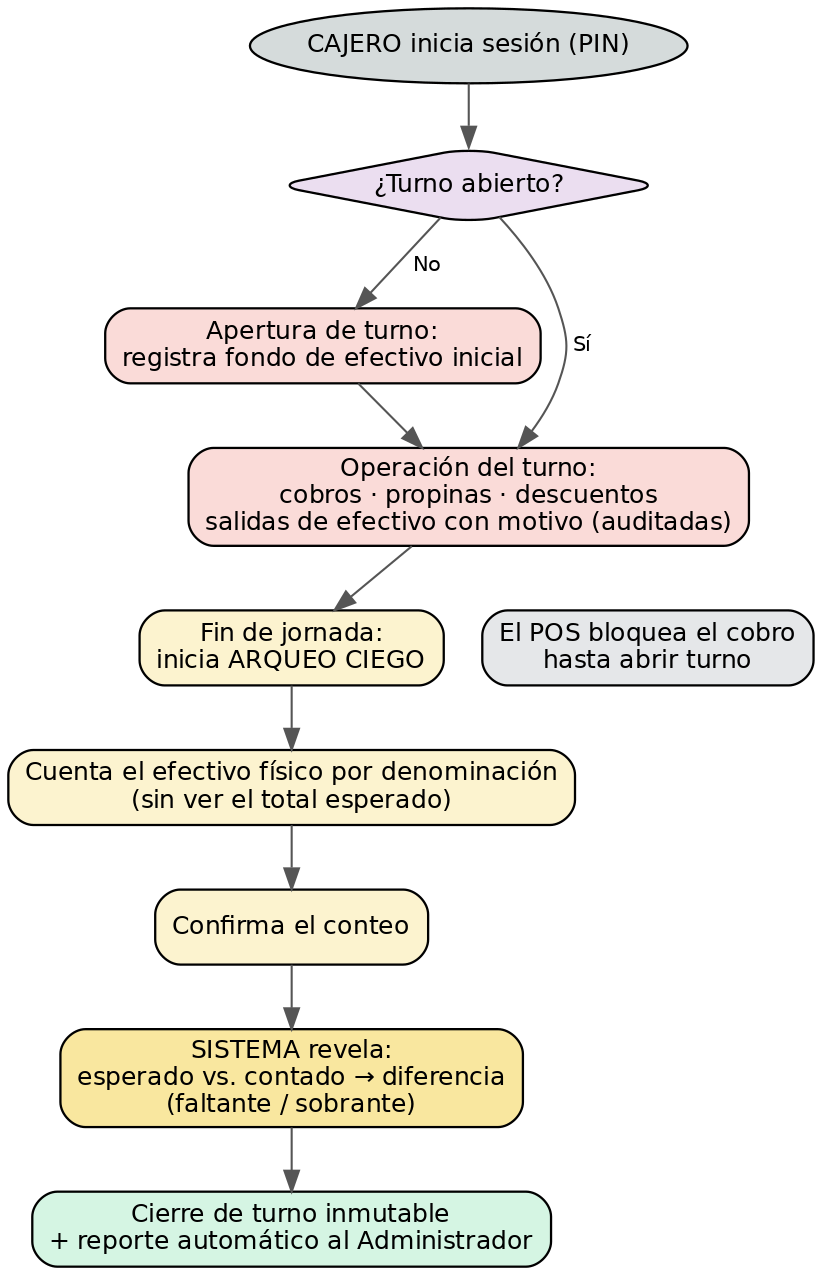 CAJERO inicia sesión (PIN)
¿Turno abierto?
No
Sí
Apertura de turno:
registra fondo de efectivo inicial
Operación del turno:
cobros · propinas · descuentos
salidas de efectivo con motivo (auditadas)
Fin de jornada:
inicia ARQUEO CIEGO
El POS bloquea el cobro
hasta abrir turno
Cuenta el efectivo físico por denominación
(sin ver el total esperado)
Confirma el conteo
SISTEMA revela:
esperado vs. contado → diferencia
(faltante / sobrante)
Cierre de turno inmutable
+ reporte automático al Administrador